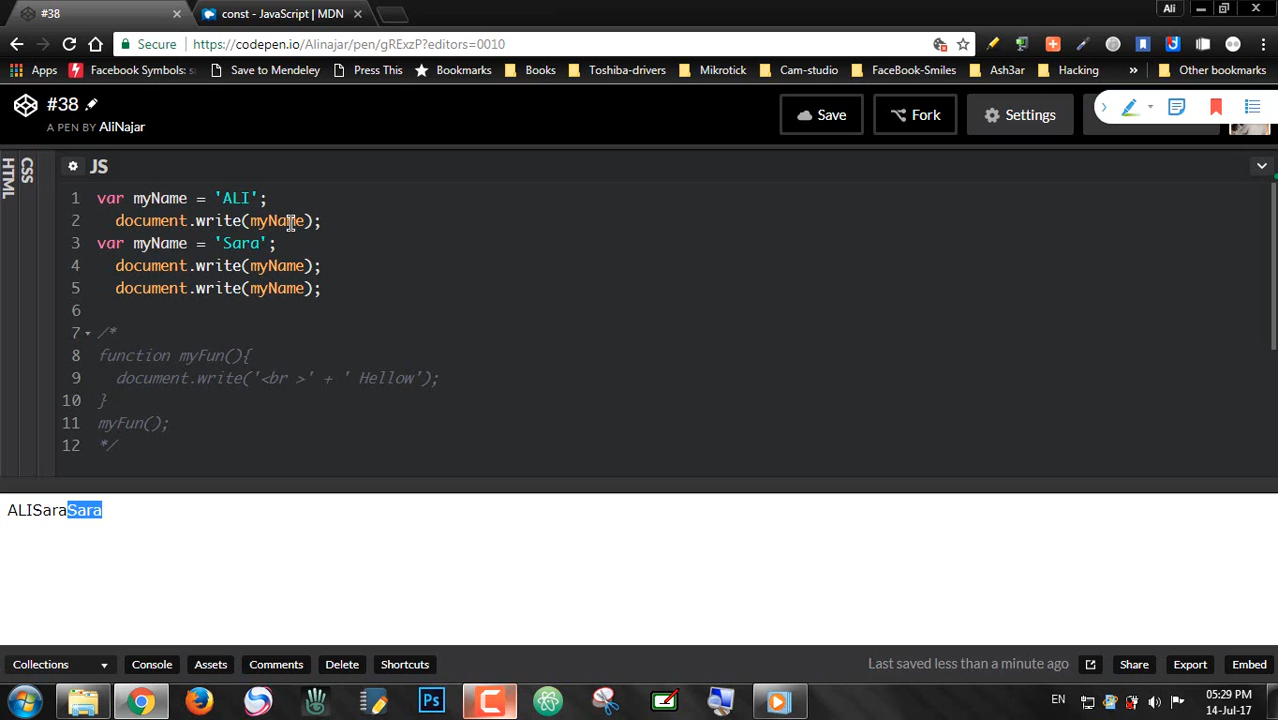 #38
const - JavaScript | MDN
Ali
Secure
https://codepen.io/Alinajar/pen/gRExzP?editors=0010
Apps
Facebook Symbols: s
Save to Mendeley
Press This
Bookmarks
Books
Toshiba-drivers
Mikrotick
Cam-studio
FaceBook-Smiles
Ash3ar
Hacking
»
Other bookmarks
#38
A PEN BY AliNajar
Save
Fork
Settings
HTML
CSS
JS
1 var myName = 'ALI';
2 document.write(myName);
3 var myName = 'Sara';
4 document.write(myName);
5 document.write(myName);
6
7 /*
8 function myFun(){
9 document.write('<br >' + ' Hellow');
10 }
11 myFun();
12 */
ALISaraSara
Collections
Console
Assets
Comments
Delete
Shortcuts
Last saved less than a minute ago
Share
Export
Embed
Ps
EN
05:29 PM
14-Jul-17